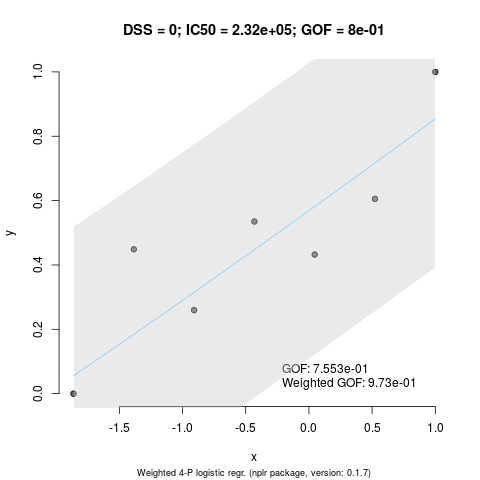 DSS = 0; IC50 = 2.32e+05; GOF = 8e-01
1.0
0.8
0.6
0.4
0.2
0.0
y
GOF: 7.553e-01
Weighted GOF: 9.73e-01
-1.5 -1.0 -0.5 0.0 0.5 1.0
x
Weighted 4-P logistic regr. (nplr package, version: 0.1.7)